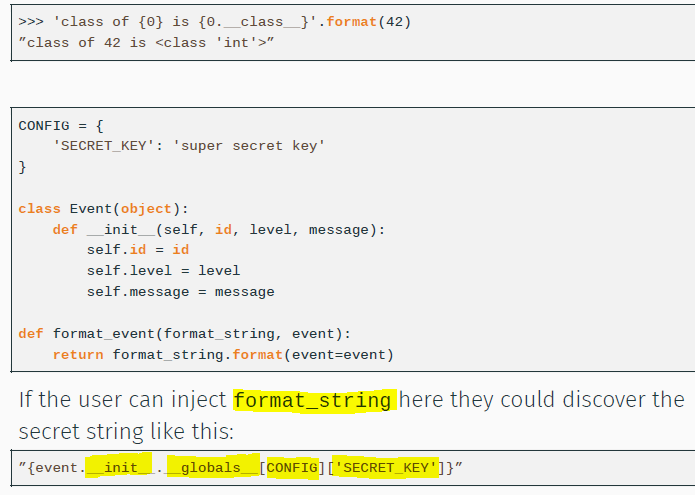 >>> 'class of {0} is {0.__class__}'.format(42)
”class of 42 is <class 'int'>”
CONFIG = {
    'SECRET_KEY': 'super secret key'
}
class Event(object):
    def __init__(self, id, level, message):
        self.id = id
        self.level = level
        self.message = message
def format_event(format_string, event):
    return format_string.format(event=event)
If the user can inject format_string here they could discover the
secret string like this:
”{event.__init__.__globals__[CONFIG]['SECRET_KEY']}”